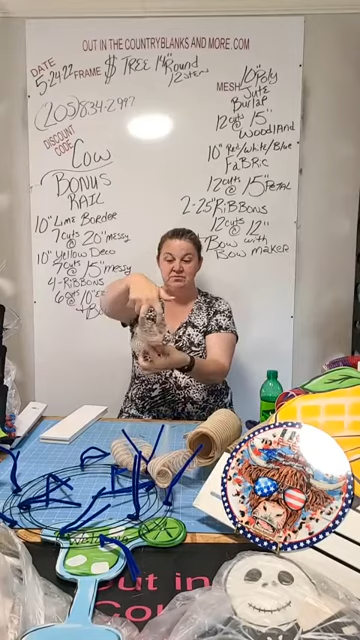 OUT IN THE COUNTRYBLANKS AND MORE.COM
DATE
5-24-22
FRAME
$ TREE 14" Round
12 stem
(205) 834-2997
DISCOUNT
CODE
Cow
BONUS
RAIL
10" Lime Border
7 cuts @ 20" messy
10" Yellow Deco
7 cuts @ 15" messy
4-RIBBONS
MESH
10" Poly
Jute
Burlap
12 cuts @ 15"
Woodland
10" Red/White/Blue
FABRIC
12 cuts @ 15" PETAL
2-2.5" RIBBONS
12 cuts @ 12"
Bow with
Bow maker
Out in